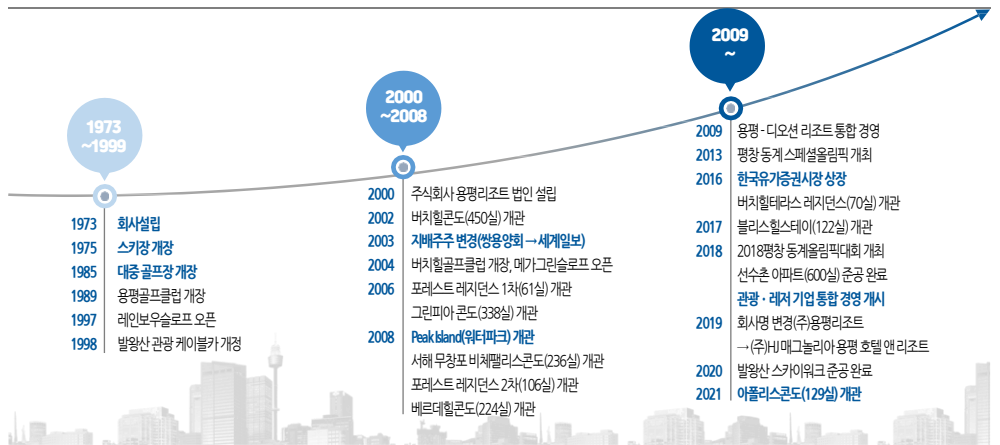 1973
~1999
1973 회사설립
1975 스키장 개장
1985 대중 골프장 개장
1989 용평골프클럽 개장
1997 레인보우슬로프 오픈
1998 발왕산 관광 케이블카 개정
2000
~2008
2000 주식회사 용평리조트 법인 설립
2002 버치힐콘도(450실) 개관
2003 지배주주 변경(쌍용양회→세계일보)
2004 버치힐골프클럽 개장, 메가그린슬로프 오픈
2006 포레스트 레지던스 1차(61실) 개관
그린피아 콘도(338실) 개관
2008 Peak Island(워터파크) 개관
서해 무창포 비체팰리스콘도(236실) 개관
포레스트 레지던스 2차(106실) 개관
베르데힐콘도(224실) 개관
2009
~
2009 용평 - 디오션 리조트 통합 경영
2013 평창 동계 스페셜올림픽 개최
2016 한국유가증권시장 상장
버치힐테라스 레지던스(70실) 개관
2017 블리스힐스테이(122실) 개관
2018 2018평창 동계올림픽대회 개최
선수촌 아파트(600실) 준공 완료
관광 · 레저 기업 통합 경영 개시
2019 회사명 변경(주)용평리조트
→ (주)HJ 매그놀리아 용평 호텔 앤 리조트
2020 발왕산 스카이워크 준공 완료
2021 아폴리스콘도(129실) 개관